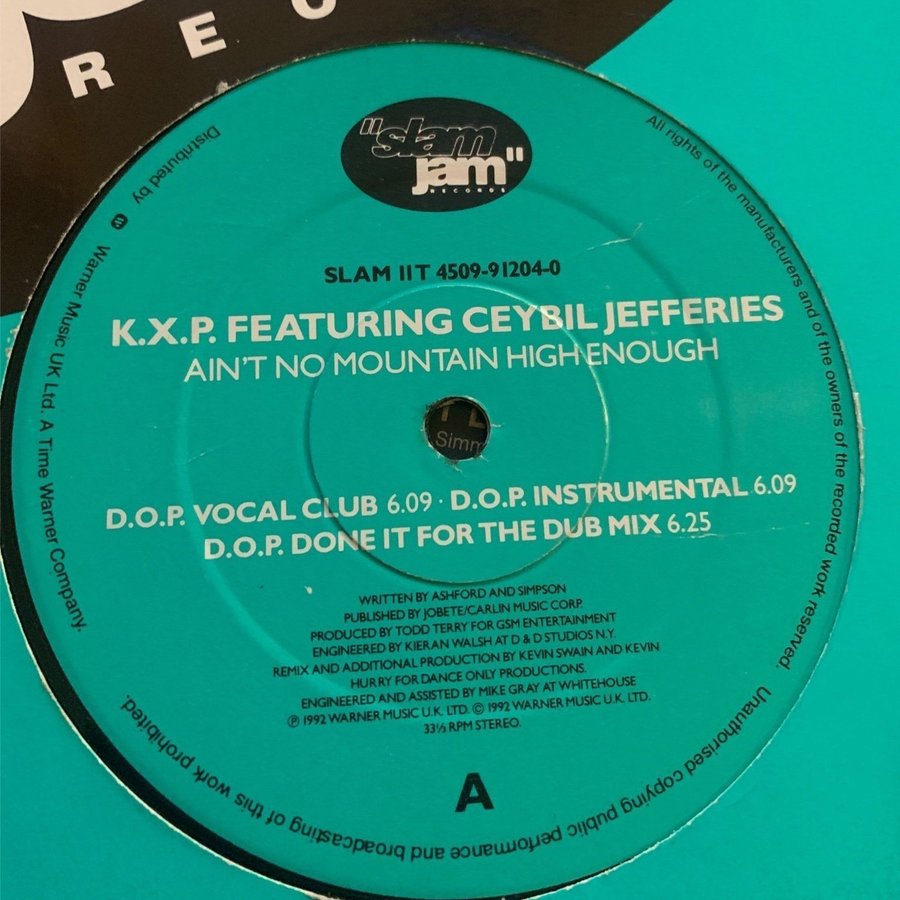 REC
"slam
jam"
RECORDS
SLAM 11T 4509-91204-0
K.X.P. FEATURING CEYBIL JEFFERIES
AIN'T NO MOUNTAIN HIGH ENOUGH
Simm
D.O.P. VOCAL CLUB 6.09 · D.O.P. INSTRUMENTAL 6.09
D.O.P. DONE IT FOR THE DUB MIX 6.25
WRITTEN BY ASHFORD AND SIMPSON
PUBLISHED BY JOBETE/CARLIN MUSIC CORP.
PRODUCED BY TODD TERRY FOR GSM ENTERTAINMENT
ENGINEERED BY KIERAN WALSH AT D & D STUDIOS N.Y.
REMIX AND ADDITIONAL PRODUCTION BY KEVIN SWAIN AND KEVIN
HURRY FOR DANCE ONLY PRODUCTIONS.
ENGINEERED AND ASSISTED BY MIKE GRAY AT WHITEHOUSE
℗ 1992 WARNER MUSIC U.K. LTD. © 1992 WARNER MUSIC U.K. LTD.
33⅓ RPM STEREO.
A
Distributed by W Warner Music UK Ltd. A Time Warner Company.
All rights of the manufacturers and of the owners of the recorded work reserved. Unauthorised copying public performance and broadcasting of this work prohibited.